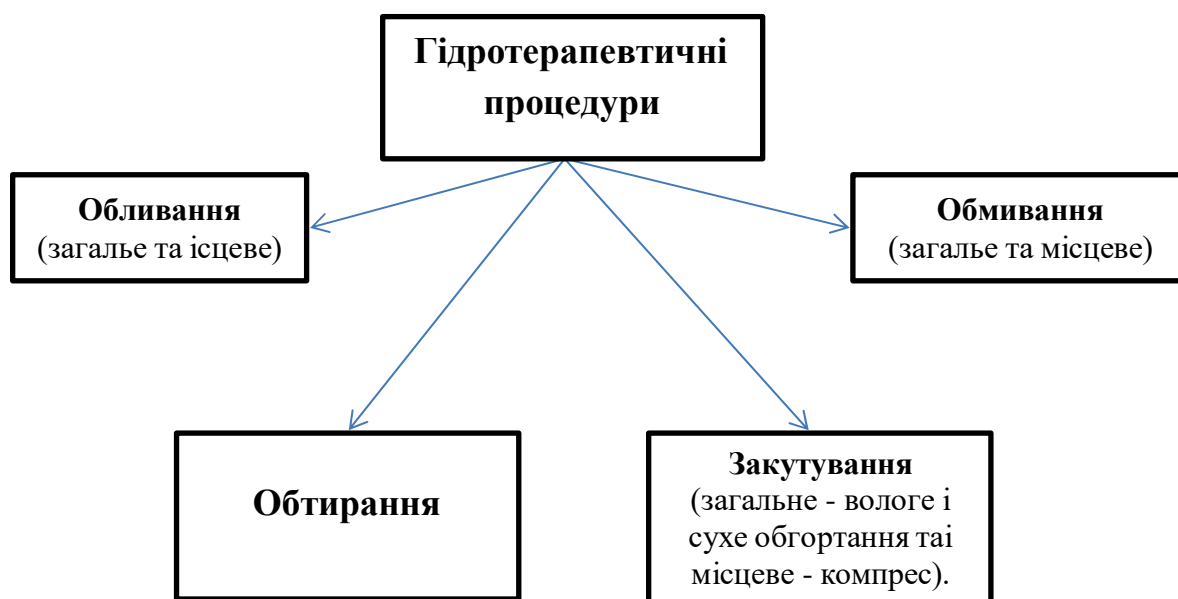 Гідротерапевтичні
процедури
Обливання
(загалье та ісцеве)
Обмивання
(загалье та місцеве)
Обтирання
Закутування
(загальне - вологе і
сухе обгортання таі
місцеве - компрес).